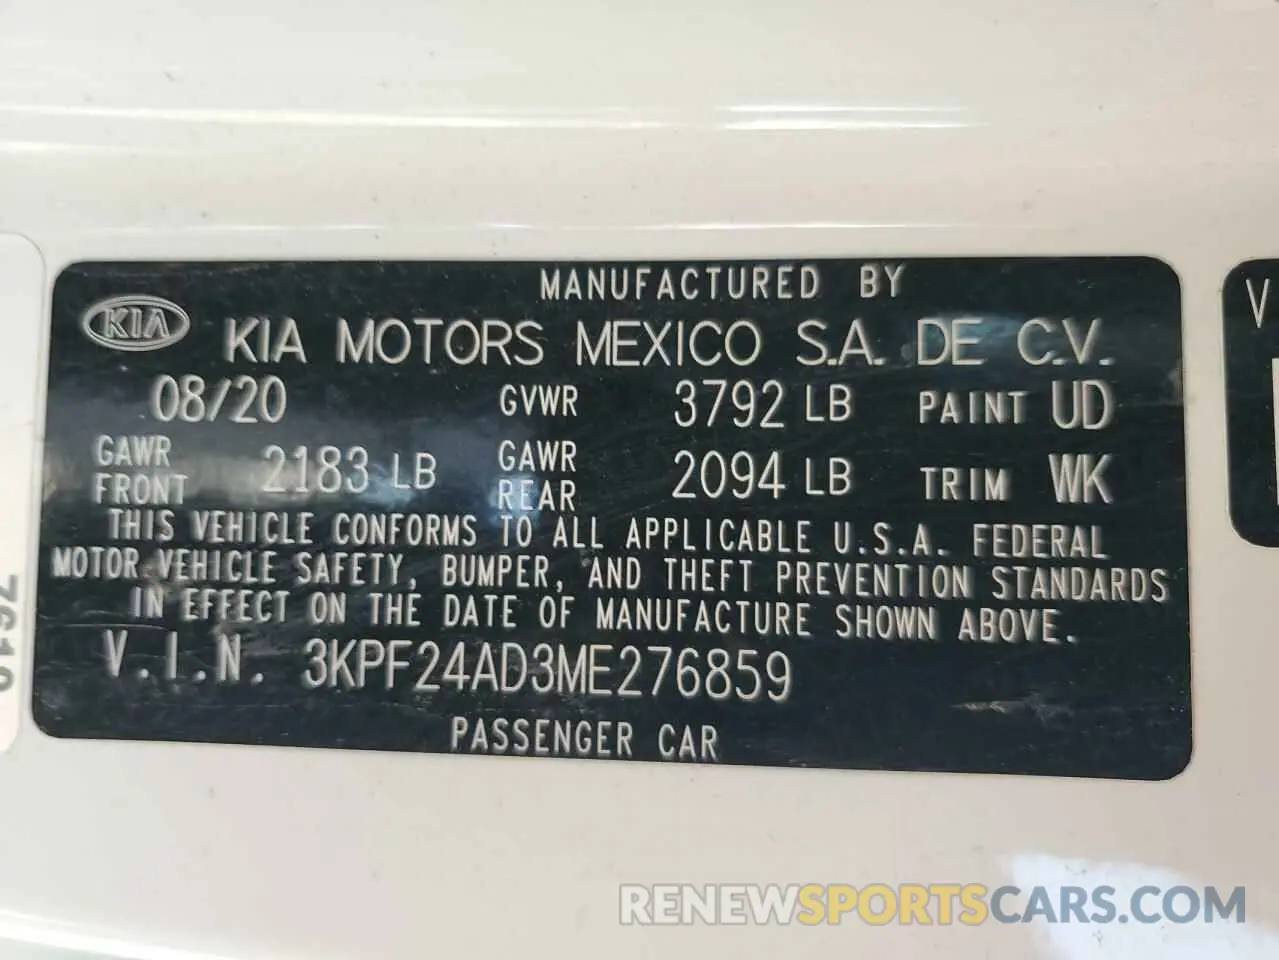 MANUFACTURED BY
KIA
KIA MOTORS MEXICO S.A. DE C.V.
08/20 GVWR 3792 LB PAINT UD
GAWR FRONT 2183 LB GAWR REAR 2094 LB TRIM WK
THIS VEHICLE CONFORMS TO ALL APPLICABLE U.S.A. FEDERAL
MOTOR VEHICLE SAFETY, BUMPER, AND THEFT PREVENTION STANDARDS
IN EFFECT ON THE DATE OF MANUFACTURE SHOWN ABOVE.
V.I.N. 3KPF24AD3ME276859
PASSENGER CAR
V
RENEWSPORTSCARS.COM